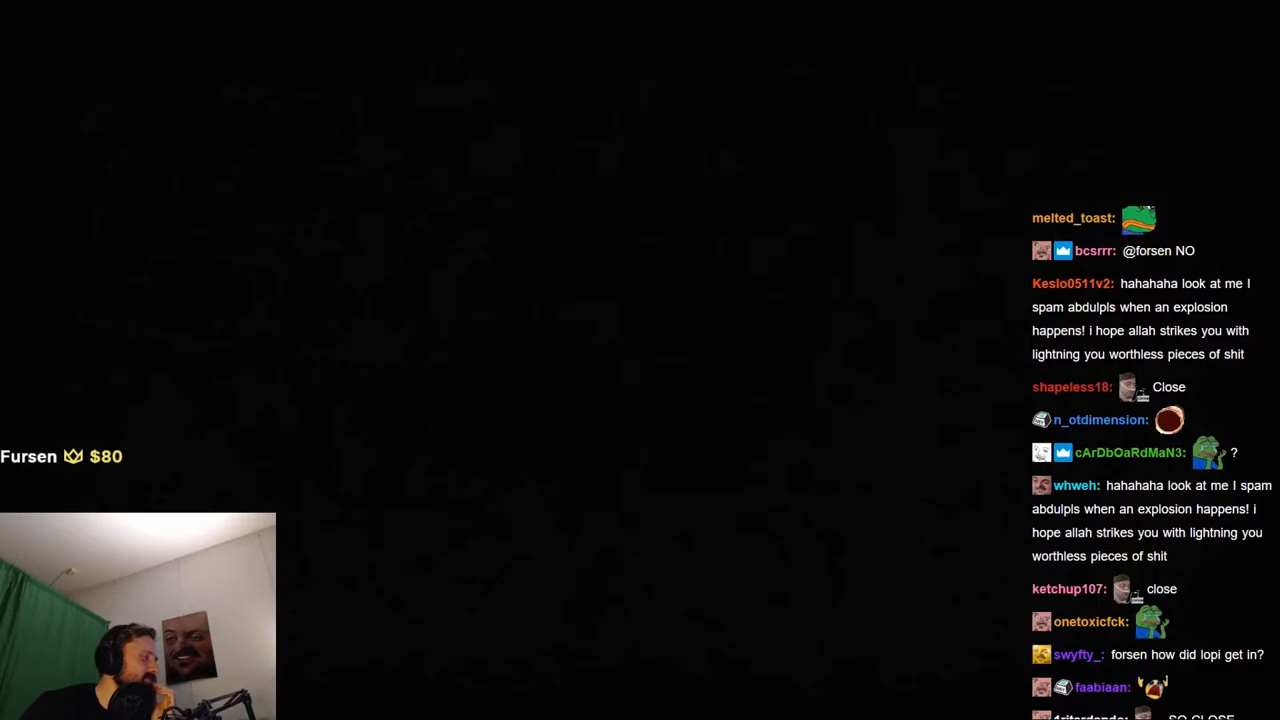 melted_toast:
bcsrrr: @forsen NO
Keslo0511v2: hahahaha look at me I
spam abdulpls when an explosion
happens! i hope allah strikes you with
lightning you worthless pieces of shit
shapeless18: Close
n_otdimension:
cArDbOaRdMaN3: ?
whweh: hahahaha look at me I spam
abdulpls when an explosion happens! i
hope allah strikes you with lightning you
worthless pieces of shit
Fursen $80
ketchup107: close
onetoxicfck:
swyfty_: forsen how did lopi get in?
faabiaan:
SO CLOSE